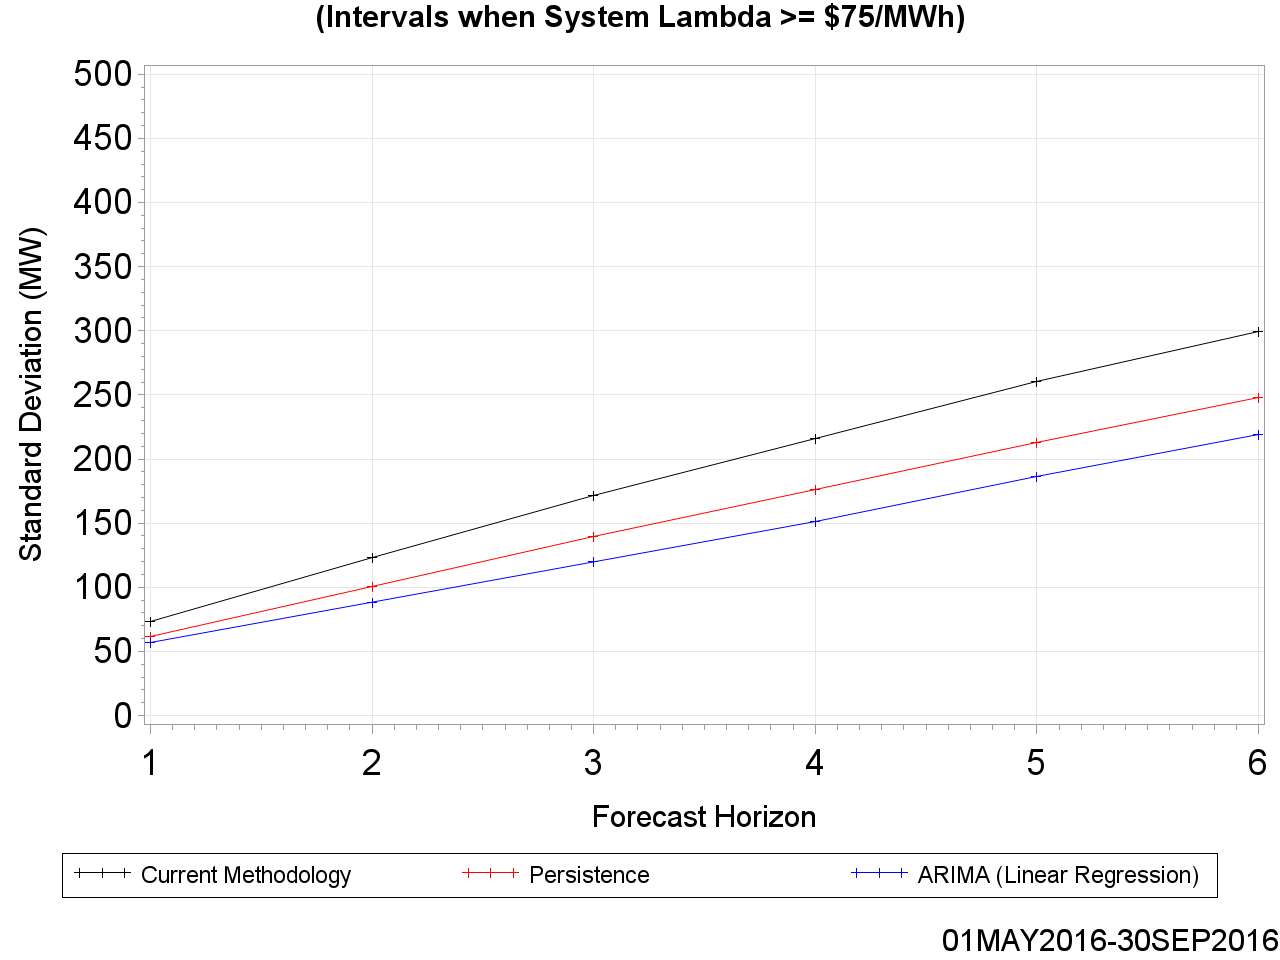 (Intervals when System Lambda >= $75/MWh)
500
450
400
350
300
250
200
150
100
50
0
Standard Deviation (MW)
1 2 3 4 5 6
Forecast Horizon
Current Methodology Persistence ARIMA (Linear Regression)
01MAY2016-30SEP2016